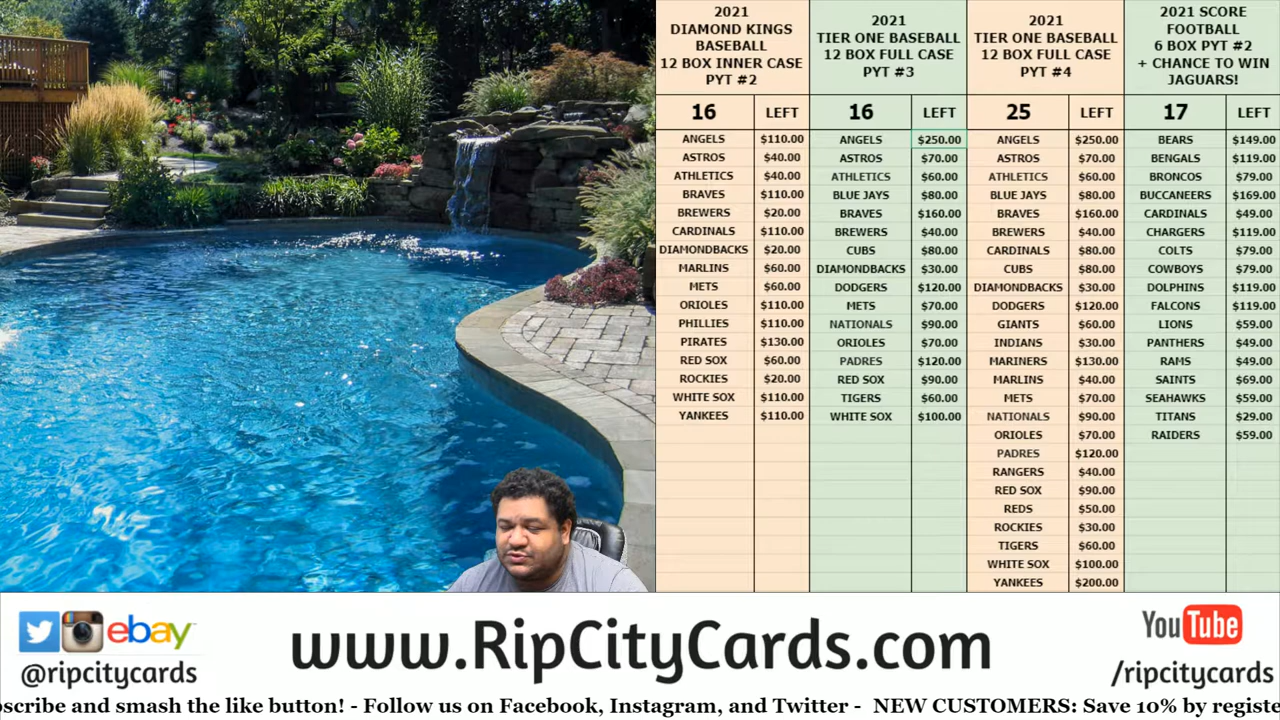 2021
DIAMOND KINGS
BASEBALL
12 BOX INNER CASE
PYT #2
16 LEFT
ANGELS $110.00
ASTROS $40.00
ATHLETICS $40.00
BRAVES $110.00
BREWERS $20.00
CARDINALS $110.00
DIAMONDBACKS $20.00
MARLINS $60.00
METS $60.00
ORIOLES $110.00
PHILLIES $110.00
PIRATES $130.00
RED SOX $60.00
ROCKIES $20.00
WHITE SOX $110.00
YANKEES $110.00
2021
TIER ONE BASEBALL
12 BOX FULL CASE
PYT #3
16 LEFT
ANGELS $250.00
ASTROS $70.00
ATHLETICS $60.00
BLUE JAYS $80.00
BRAVES $160.00
BREWERS $40.00
CUBS $80.00
DIAMONDBACKS $30.00
DODGERS $120.00
METS $70.00
NATIONALS $90.00
ORIOLES $70.00
PADRES $120.00
RED SOX $90.00
TIGERS $60.00
WHITE SOX $100.00
2021
TIER ONE BASEBALL
12 BOX FULL CASE
PYT #4
25 LEFT
ANGELS $250.00
ASTROS $70.00
ATHLETICS $60.00
BLUE JAYS $80.00
BRAVES $160.00
BREWERS $40.00
CARDINALS $80.00
CUBS $80.00
DIAMONDBACKS $30.00
DODGERS $120.00
GIANTS $60.00
INDIANS $30.00
MARINERS $130.00
MARLINS $40.00
METS $70.00
NATIONALS $90.00
ORIOLES $70.00
PADRES $120.00
RANGERS $40.00
RED SOX $90.00
REDS $50.00
ROCKIES $30.00
TIGERS $60.00
WHITE SOX $100.00
YANKEES $200.00
2021 SCORE
FOOTBALL
6 BOX PYT #2
+ CHANCE TO WIN
JAGUARS!
17 LEFT
BEARS $149.00
BENGALS $119.00
BRONCOS $79.00
BUCCANEERS $169.00
CARDINALS $49.00
CHARGERS $119.00
COLTS $79.00
COWBOYS $79.00
DOLPHINS $119.00
FALCONS $119.00
LIONS $59.00
PANTHERS $49.00
RAMS $49.00
SAINTS $69.00
SEAHAWKS $59.00
TITANS $29.00
RAIDERS $59.00
ebay
@ripcitycards
www.RipCityCards.com
YouTube
/ripcitycards
bscribe and smash the like button! - Follow us on Facebook, Instagram, and Twitter - NEW CUSTOMERS: Save 10% by registe